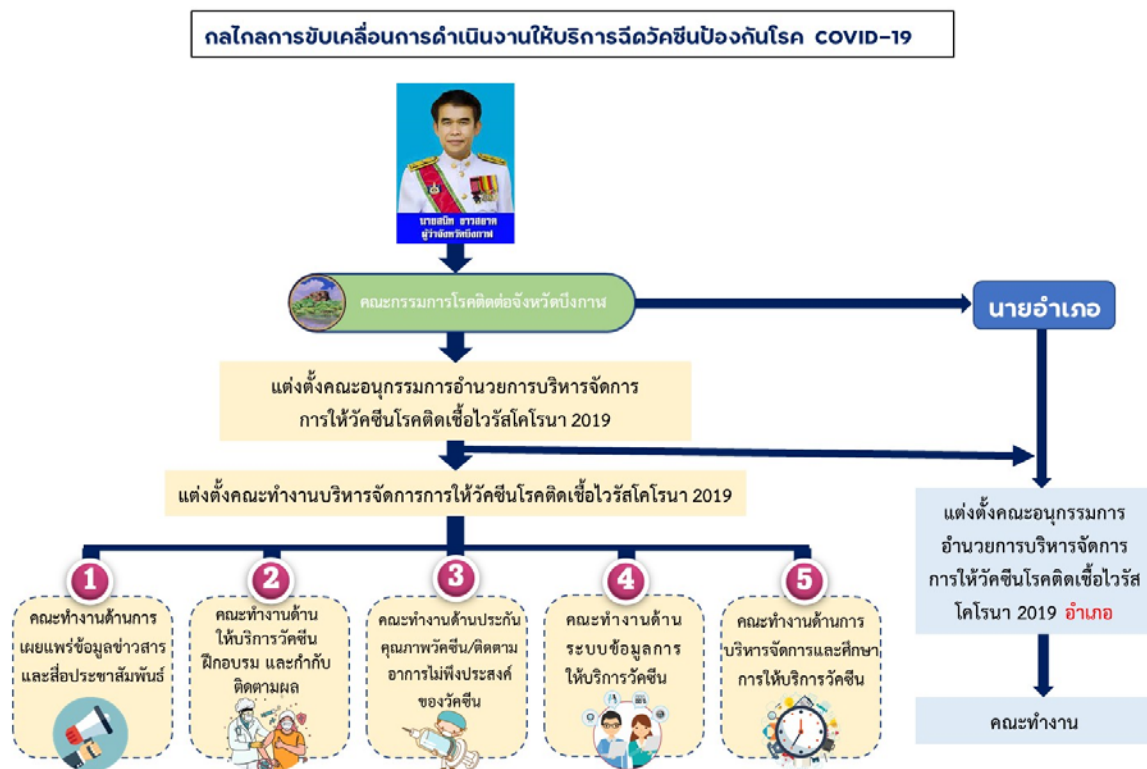 กลไกลการขับเคลื่อนการดำเนินงานให้บริการฉีดวัคซีนป้องกันโรค COVID-19
นายสนิท ขาวสอาด
ผู้ว่าจังหวัดบึงกาฬ
คณะกรรมการโรคติดต่อจังหวัดบึงกาฬ
นายอำเภอ
แต่งตั้งคณะอนุกรรมการอำนวยการบริหารจัดการ
การให้วัคซีนโรคติดเชื้อไวรัสโคโรนา 2019
แต่งตั้งคณะทำงานบริหารจัดการการให้วัคซีนโรคติดเชื้อไวรัสโคโรนา 2019
1
คณะทำงานด้านการ
เผยแพร่ข้อมูลข่าวสาร
และสื่อประชาสัมพันธ์
2
คณะทำงานด้าน
ให้บริการวัคซีน
ฝึกอบรม และกำกับ
ติดตามผล
3
คณะทำงานด้านประกัน
คุณภาพวัคซีน/ติดตาม
อาการไม่พึงประสงค์
ของวัคซีน
4
คณะทำงานด้าน
ระบบข้อมูลการ
ให้บริการวัคซีน
5
คณะทำงานด้านการ
บริหารจัดการและศึกษา
การให้บริการวัคซีน
แต่งตั้งคณะอนุกรรมการ
อำนวยการบริหารจัดการ
การให้วัคซีนโรคติดเชื้อไวรัส
โคโรนา 2019 อำเภอ
คณะทำงาน